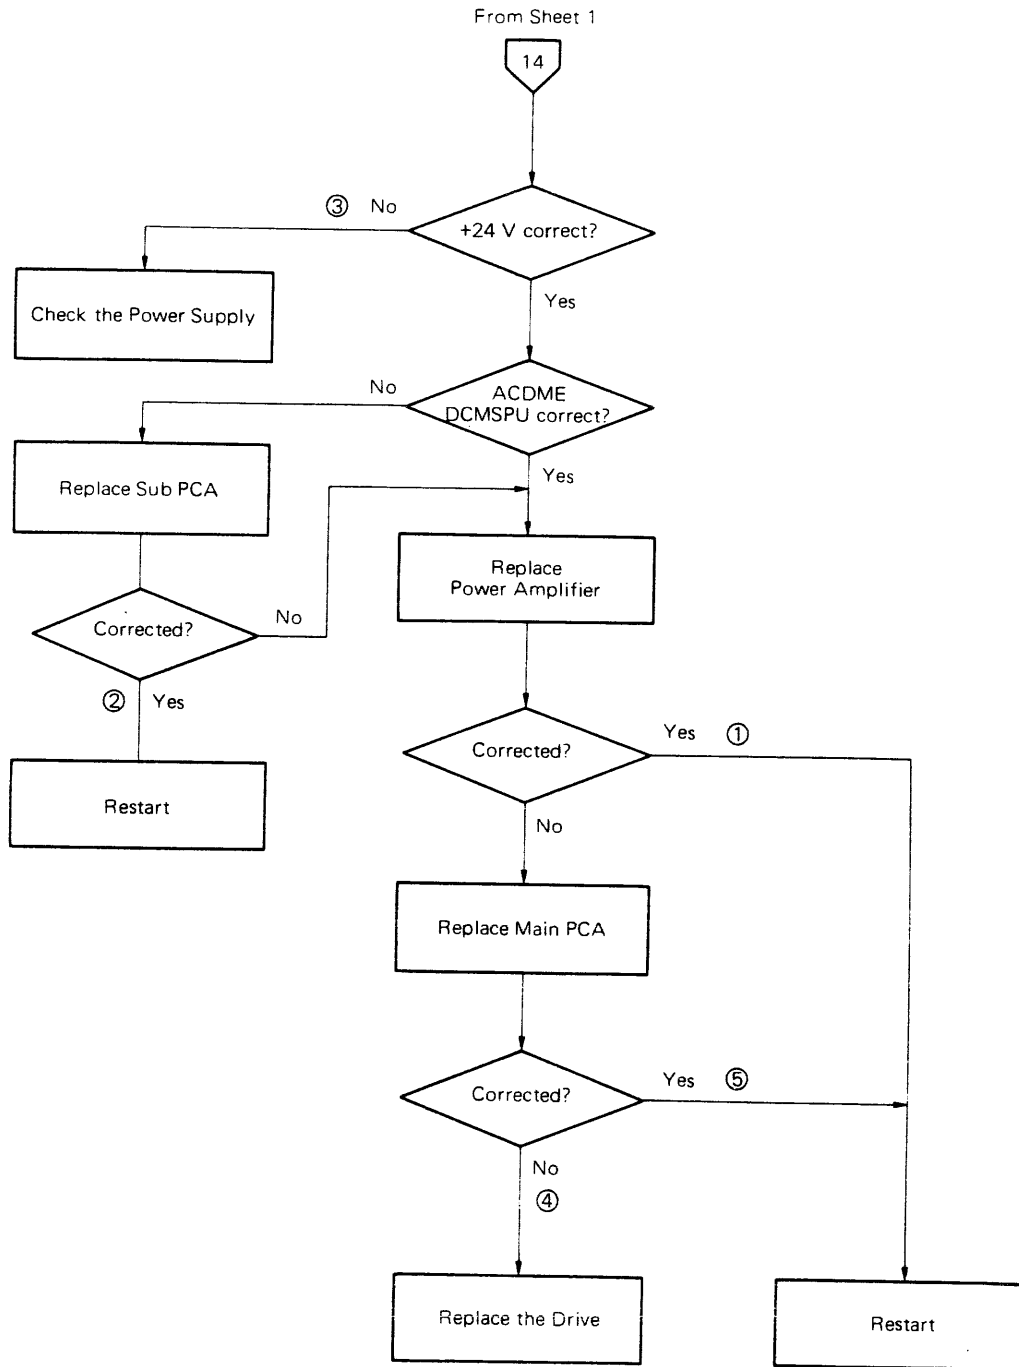 From Sheet 1
14
③ No
+24 V correct?
Yes
Check the Power Supply
No
ACDME
DCMSPU correct?
Yes
Replace Sub PCA
Replace
Power Amplifier
Corrected?
No
② Yes
Restart
Corrected?
Yes ①
No
Replace Main PCA
Corrected?
Yes ⑤
No
④
Replace the Drive
Restart